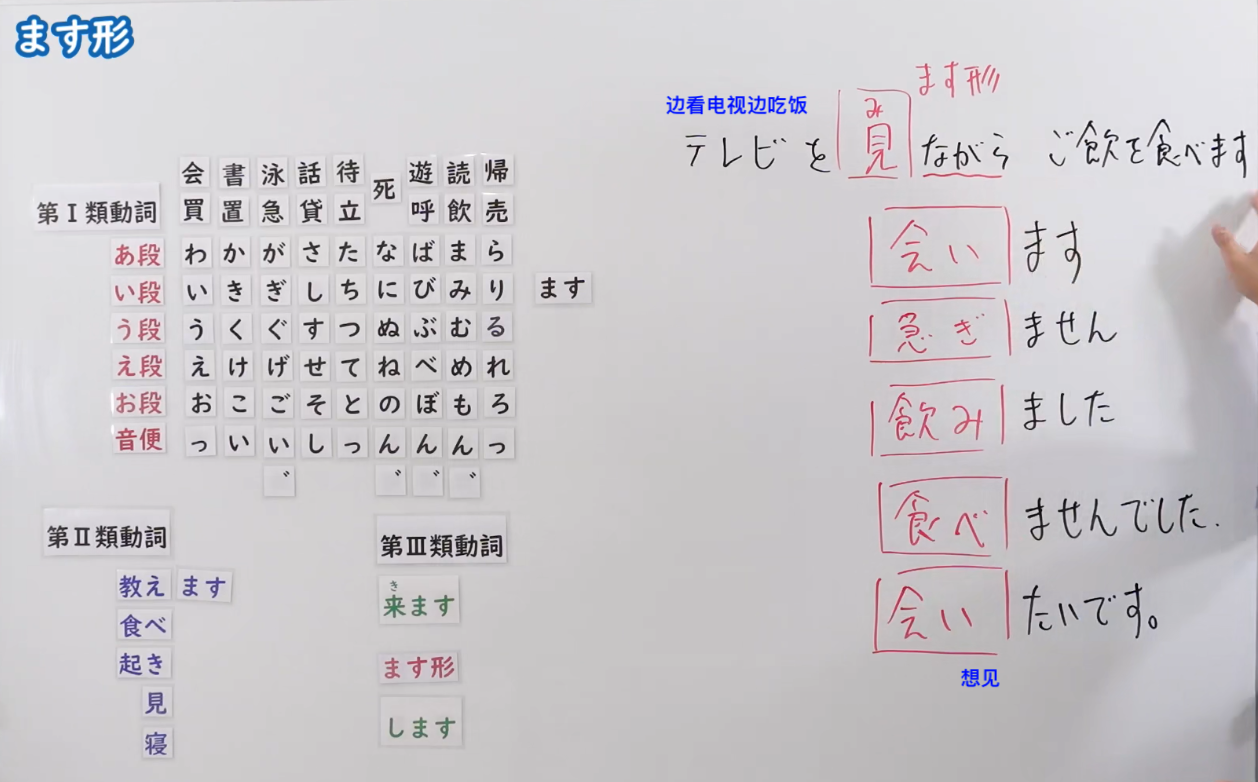 ます形
会 書 泳 話 待 死 遊 読 帰
第Ⅰ類動詞 買 置 急 貸 立 呼 飲 売
あ段 わ か が さ た な ば ま ら
い段 い き ぎ し ち に び み り ます
う段 う く ぐ す つ ぬ ぶ む る
え段 え け げ せ て ね べ め れ
お段 お こ ご そ と の ぼ も ろ
音便 っ い い し っ ん ん ん っ
゛ ゛ ゛ ゛
第Ⅱ類動詞
教え ます
食べ
起き
見
寝
第Ⅲ類動詞
き
来ます
ます形
します
ます形
边看电视边吃饭
み
テレビを見ながら ご飲を食べます
会い ます
急ぎ ません
飲み ました
食べ ませんでした.
会い たいです。
想见